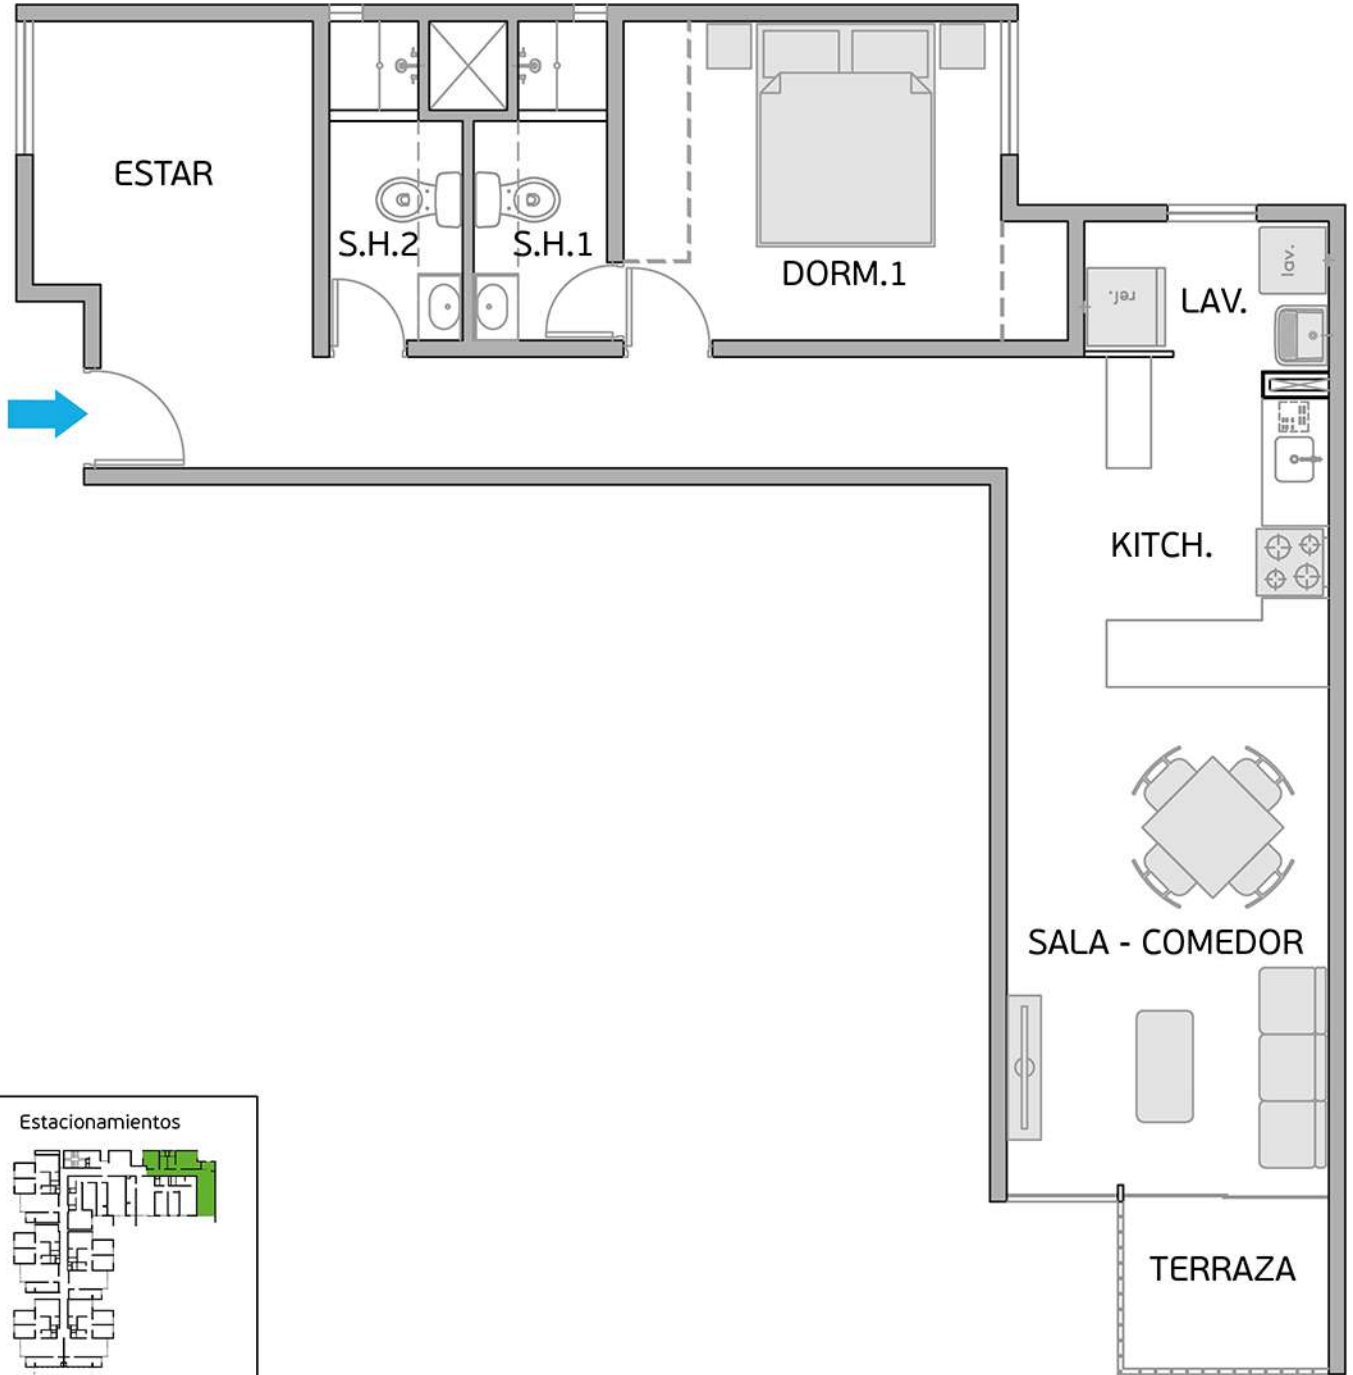 ESTAR
S.H.2
S.H.1
DORM.1
ref.
LAV.
lav.
KITCH.
SALA - COMEDOR
TERRAZA
Estacionamientos